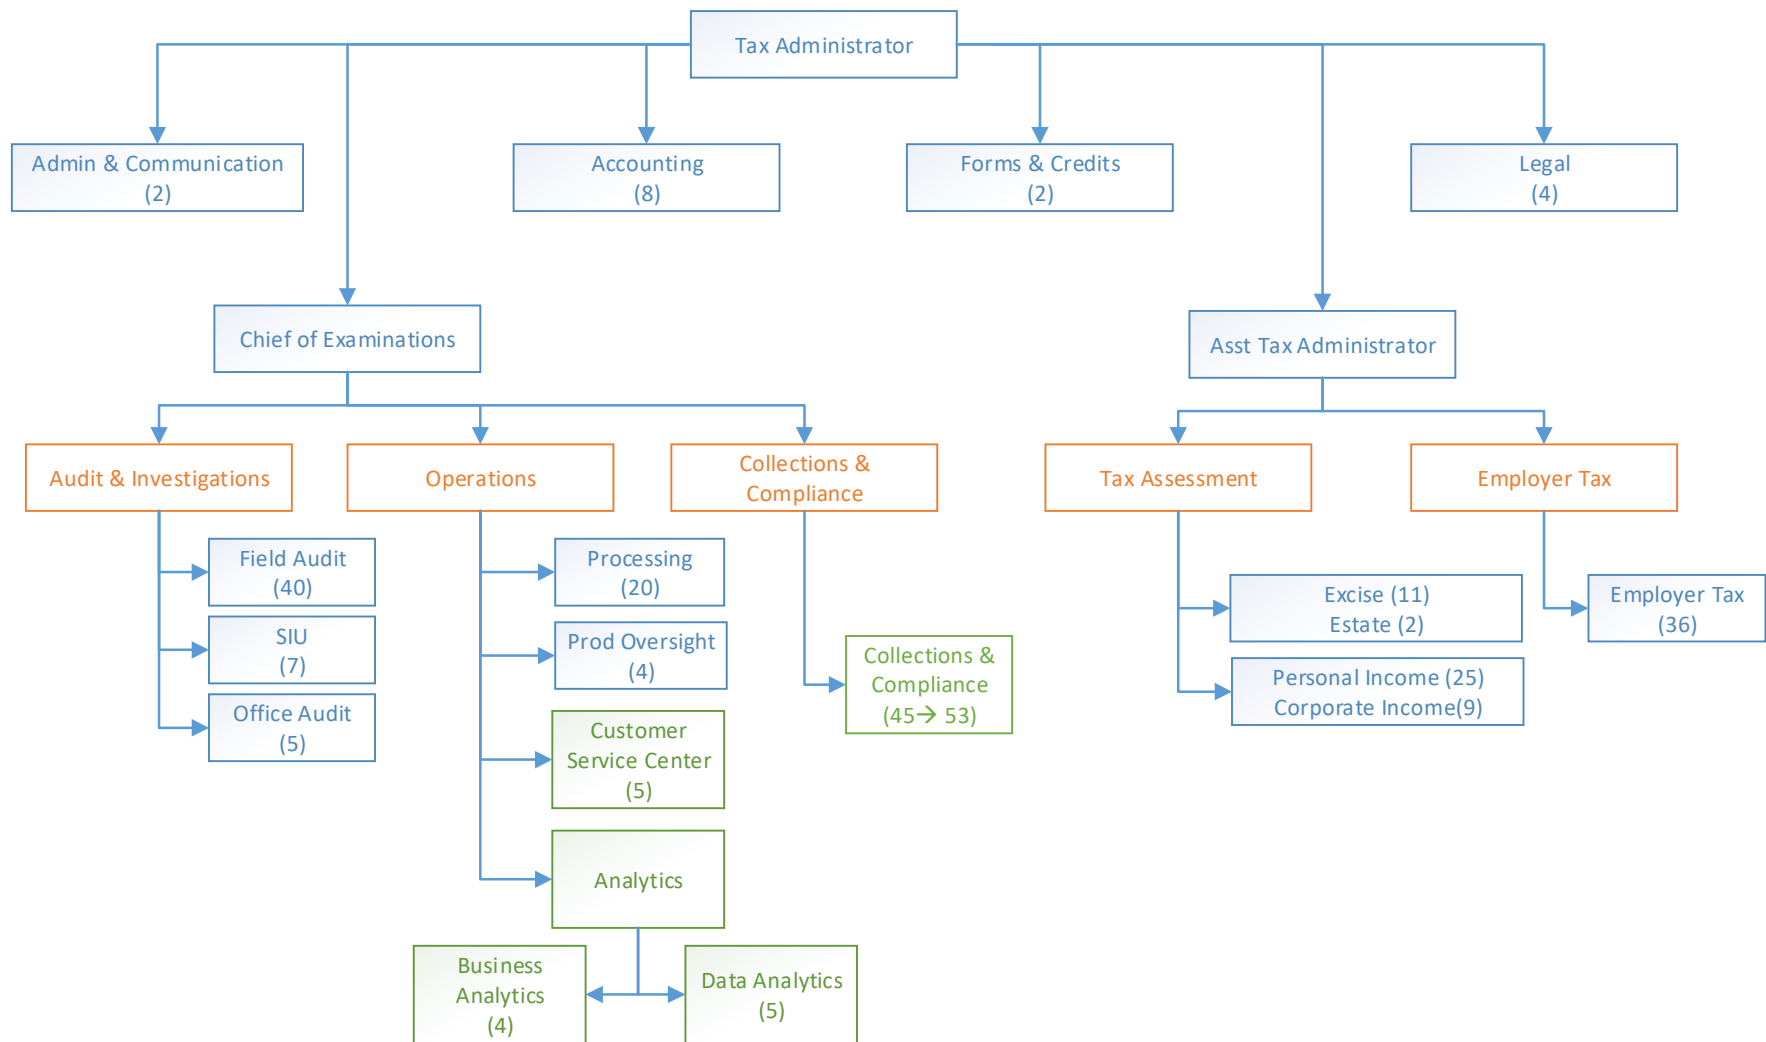 Tax Administrator
Admin & Communication
(2)
Accounting
(8)
Forms & Credits
(2)
Legal
(4)
Chief of Examinations
Asst Tax Administrator
Audit & Investigations
Operations
Collections &
Compliance
Tax Assessment
Employer Tax
Field Audit
(40)
SIU
(7)
Office Audit
(5)
Processing
(20)
Prod Oversight
(4)
Customer
Service Center
(5)
Analytics
Business
Analytics
(4)
Data Analytics
(5)
Collections &
Compliance
(45→ 53)
Excise (11)
Estate (2)
Personal Income (25)
Corporate Income(9)
Employer Tax
(36)